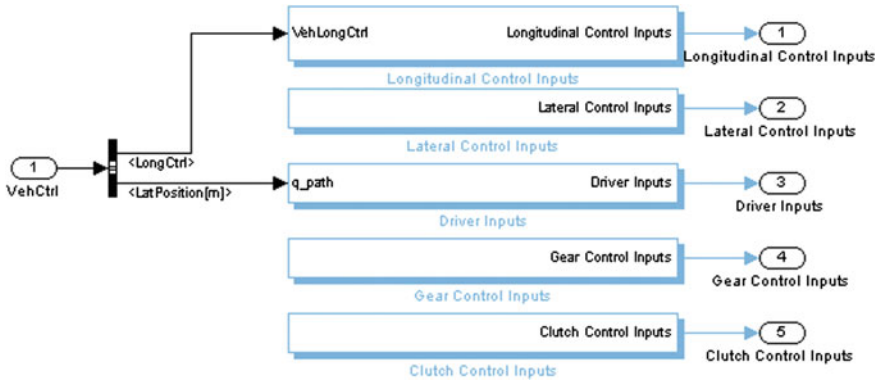 VehLongCtrl
Longitudinal Control Inputs
1
Longitudinal Control Inputs
Longitudinal Control Inputs
Lateral Control Inputs
2
Lateral Control Inputs
Lateral Control Inputs
1
VehCtrl
<LongCtrl>
<LatPosition[m]>
q_path
Driver Inputs
3
Driver Inputs
Driver Inputs
Gear Control Inputs
4
Gear Control Inputs
Gear Control Inputs
Clutch Control Inputs
5
Clutch Control Inputs
Clutch Control Inputs